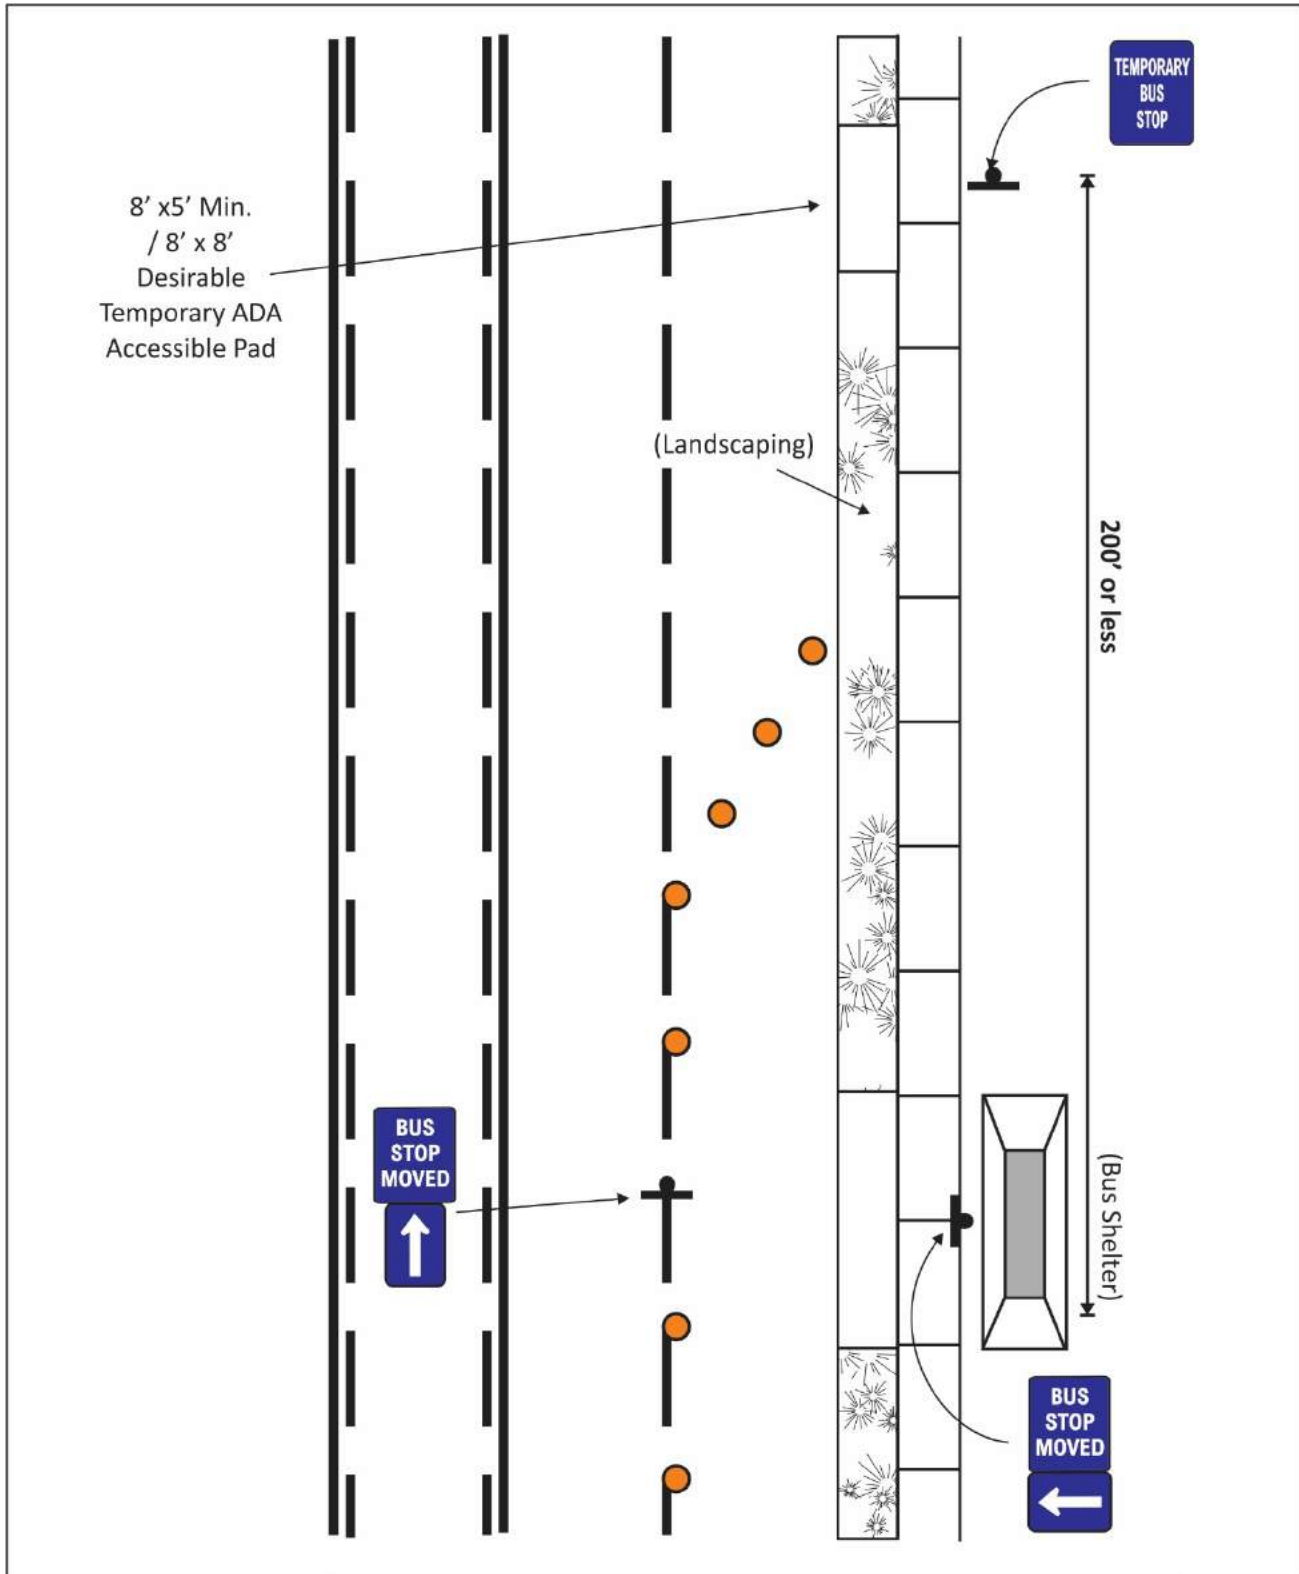 TEMPORARY
BUS
STOP
8’ x5’ Min.
/ 8’ x 8’
Desirable
Temporary ADA
Accessible Pad
(Landscaping)
200’ or less
BUS
STOP
MOVED
(Bus Shelter)
BUS
STOP
MOVED